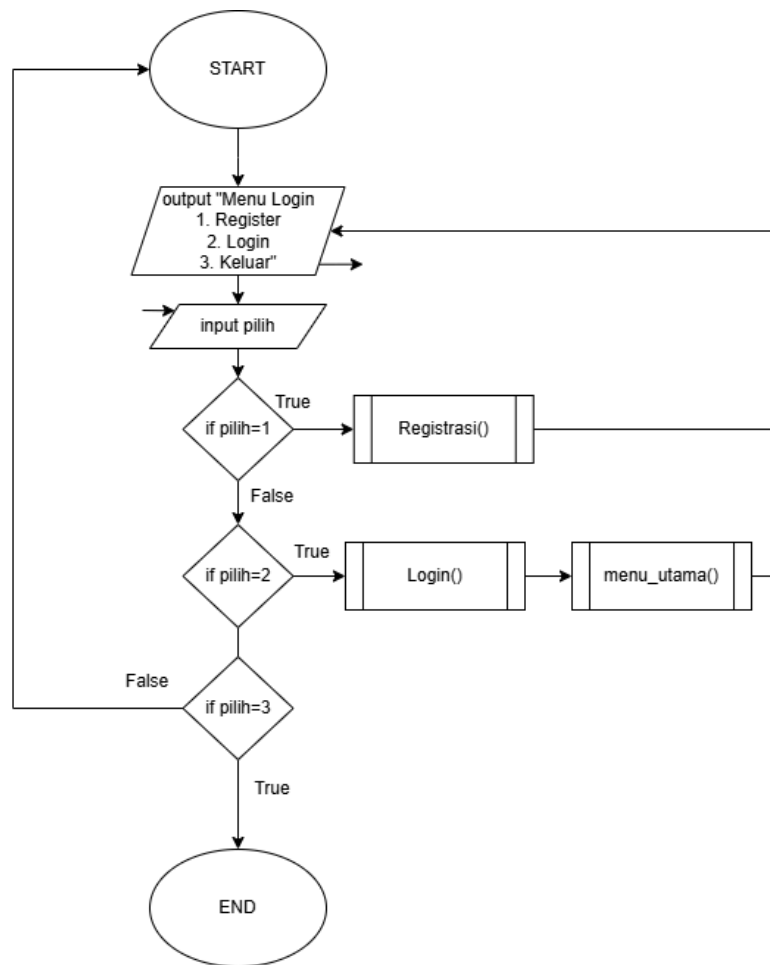 START
output "Menu Login
1. Register
2. Login
3. Keluar"
input pilih
if pilih=1
True
Registrasi()
False
if pilih=2
True
Login()
menu_utama()
False
if pilih=3
True
END